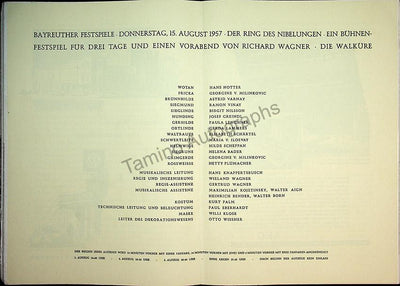 BAYREUTHER FESTSPIELE · DONNERSTAG, 15. AUGUST 1957 · DER RING DES NIBELUNGEN · EIN BÜHNEN-
FESTSPIEL FÜR DREI TAGE UND EINEN VORABEND VON RICHARD WAGNER · DIE WALKÜRE
WOTAN HANS HOTTER
FRICKA GEORGINE V. MILINKOVIC
BRÜNNHILDE ASTRID VARNAY
SIEGMUND RAMON VINAY
SIEGLINDE BIRGIT NILSSON
HUNDING JOSEF GREINDL
GERHILDE PAULA
ORTLINDE GERDA LAMMERS
WALTRAUTE ELISABETH SCHÄRTEL
SCHWERTLEITE MARIA V. ILOSVAY
HELMWIGE HILDE SCHEPPAN
SIEGRUNE HELENA BADER
GRIMGERDE GEORGINE V. MILINKOVIC
ROSSWEISSE HETTY PLÜMACHER
MUSIKALISCHE LEITUNG HANS KNAPPERTSBUSCH
REGIE UND INSZENIERUNG WIELAND WAGNER
REGIE-ASSISTENZ GERTRUD WAGNER
MUSIKALISCHE ASSISTENZ MAXIMILIAN KOJETINSKY, WALTER AIGN
HEINRICH BENDER, WALTER BORN
KOSTÜM KURT PALM
TECHNISCHE LEITUNG UND BELEUCHTUNG PAUL EBERHARDT
MASKE WILLI KLOSE
LEITER DES DEKORATIONSWESENS OTTO WISSNER
Tamino Autographs